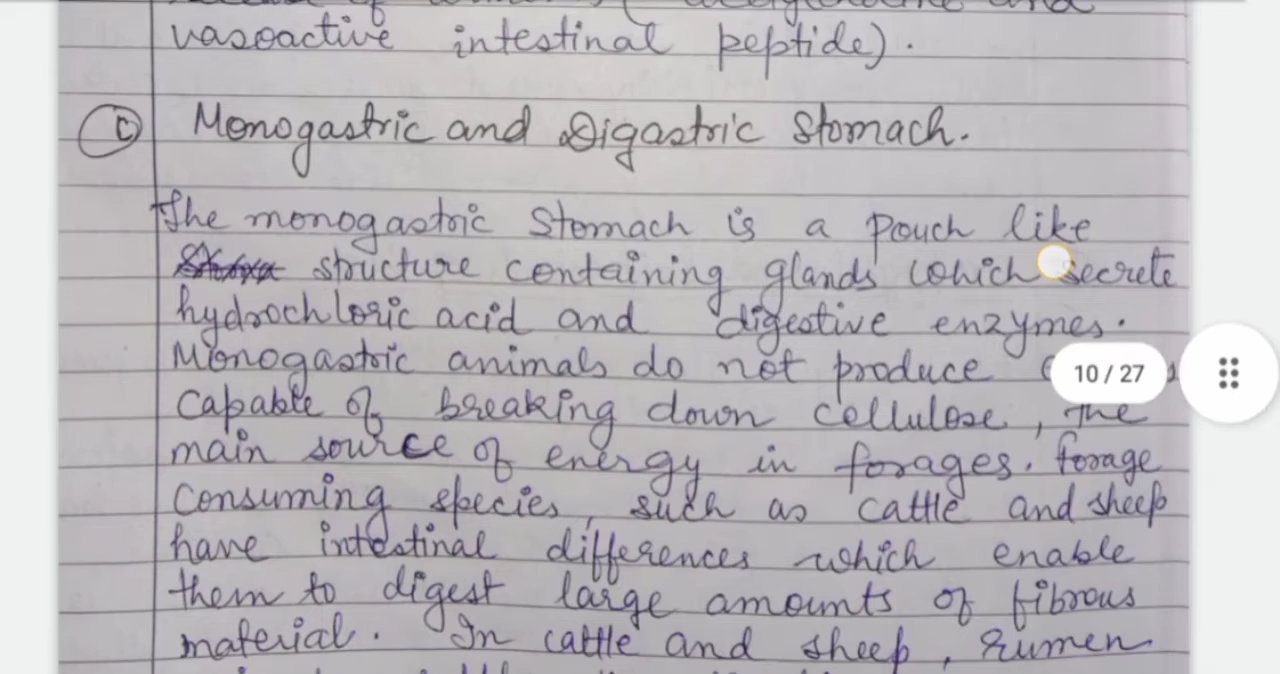 vasoactive intestinal peptide).
C Monogastric and Digastric Stomach.
The monogastric Stomach is a pouch like
structure containing glands which secrete
hydrochloric acid and digestive enzymes.
Monogastric animals do not produce
10 / 27
capable of breaking down cellulose, the
main source of energy in forages. forage
consuming species, such as cattle and sheep
have intestinal differences which enable
them to digest large amounts of fibrous
material. In cattle and sheep, rumen